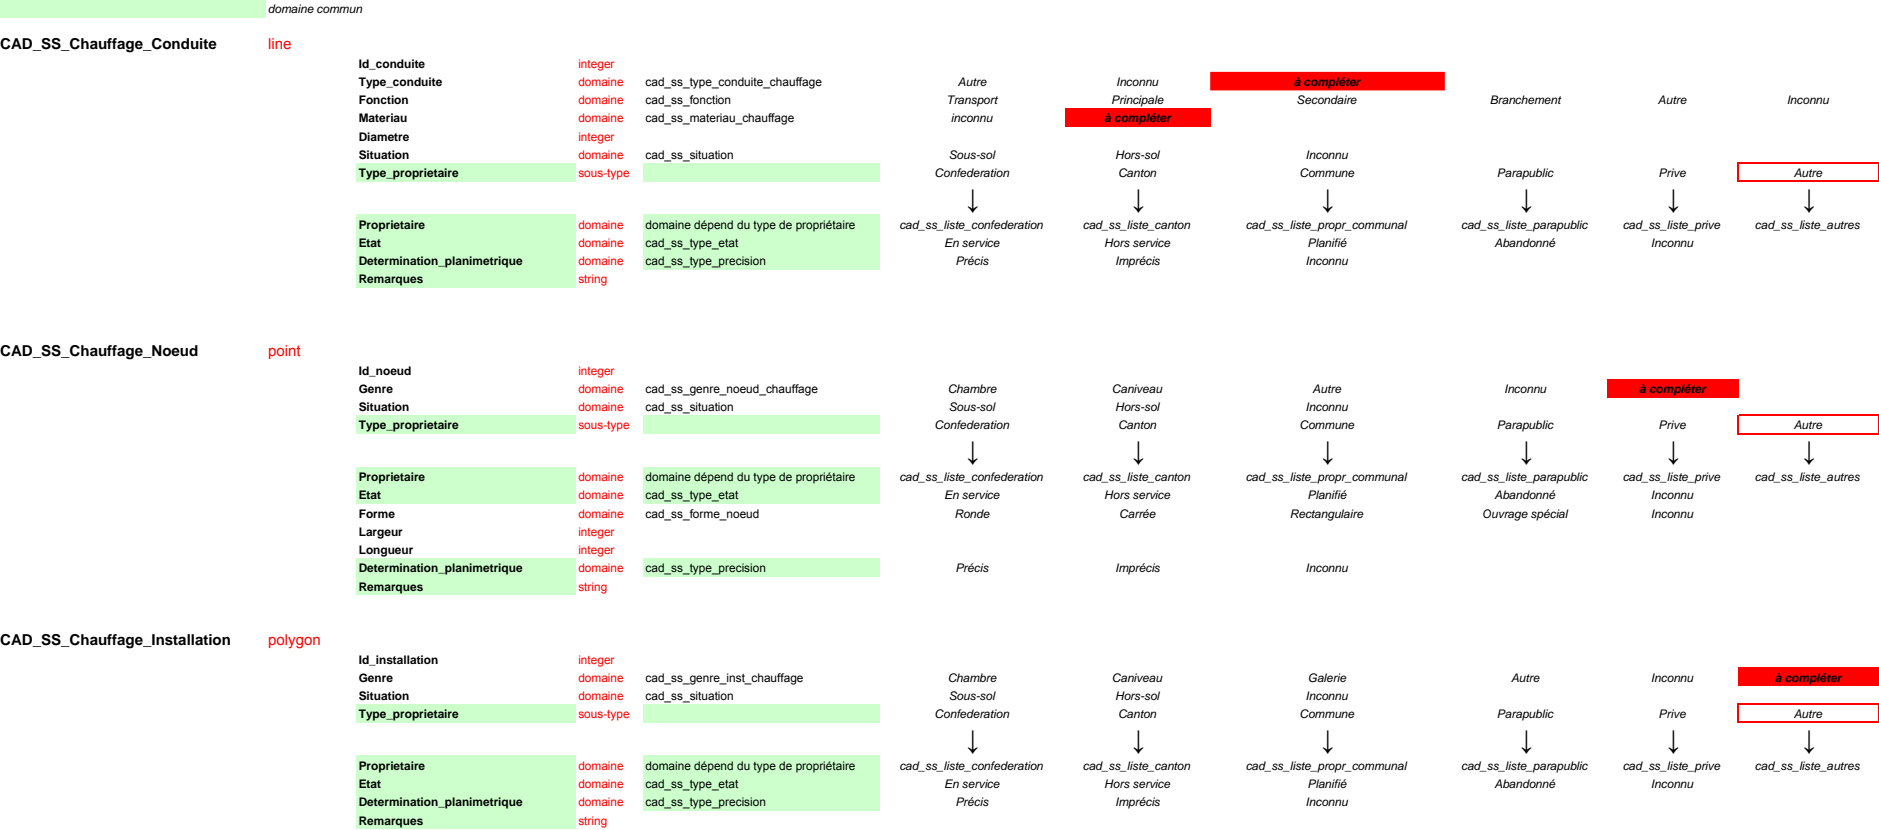 domaine commun
CAD_SS_Chauffage_Conduite line
Id_conduite integer
Type_conduite domaine cad_ss_type_conduite_chauffage Autre Inconnu à compléter
Fonction domaine cad_ss_fonction Transport Principale Secondaire Branchement Autre Inconnu
Materiau domaine cad_ss_materiau_chauffage inconnu à compléter
Diametre integer
Situation domaine cad_ss_situation Sous-sol Hors-sol Inconnu
Type_proprietaire sous-type Confederation Canton Commune Parapublic Prive Autre
↓ ↓ ↓ ↓ ↓ ↓
Proprietaire domaine domaine dépend du type de propriétaire cad_ss_liste_confederation cad_ss_liste_canton cad_ss_liste_propr_communal cad_ss_liste_parapublic cad_ss_liste_prive cad_ss_liste_autres
Etat domaine cad_ss_type_etat En service Hors service Planifié Abandonné Inconnu
Determination_planimetrique domaine cad_ss_type_precision Précis Imprécis Inconnu
Remarques string
CAD_SS_Chauffage_Noeud point
Id_noeud integer
Genre domaine cad_ss_genre_noeud_chauffage Chambre Caniveau Autre Inconnu à compléter
Situation domaine cad_ss_situation Sous-sol Hors-sol Inconnu
Type_proprietaire sous-type Confederation Canton Commune Parapublic Prive Autre
↓ ↓ ↓ ↓ ↓ ↓
Proprietaire domaine domaine dépend du type de propriétaire cad_ss_liste_confederation cad_ss_liste_canton cad_ss_liste_propr_communal cad_ss_liste_parapublic cad_ss_liste_prive cad_ss_liste_autres
Etat domaine cad_ss_type_etat En service Hors service Planifié Abandonné Inconnu
Forme domaine cad_ss_forme_noeud Ronde Carrée Rectangulaire Ouvrage spécial Inconnu
Largeur integer
Longueur integer
Determination_planimetrique domaine cad_ss_type_precision Précis Imprécis Inconnu
Remarques string
CAD_SS_Chauffage_Installation polygon
Id_installation integer
Genre domaine cad_ss_genre_inst_chauffage Chambre Caniveau Galerie Autre Inconnu à compléter
Situation domaine cad_ss_situation Sous-sol Hors-sol Inconnu
Type_proprietaire sous-type Confederation Canton Commune Parapublic Prive Autre
↓ ↓ ↓ ↓ ↓ ↓
Proprietaire domaine domaine dépend du type de propriétaire cad_ss_liste_confederation cad_ss_liste_canton cad_ss_liste_propr_communal cad_ss_liste_parapublic cad_ss_liste_prive cad_ss_liste_autres
Etat domaine cad_ss_type_etat En service Hors service Planifié Abandonné Inconnu
Determination_planimetrique domaine cad_ss_type_precision Précis Imprécis Inconnu
Remarques string